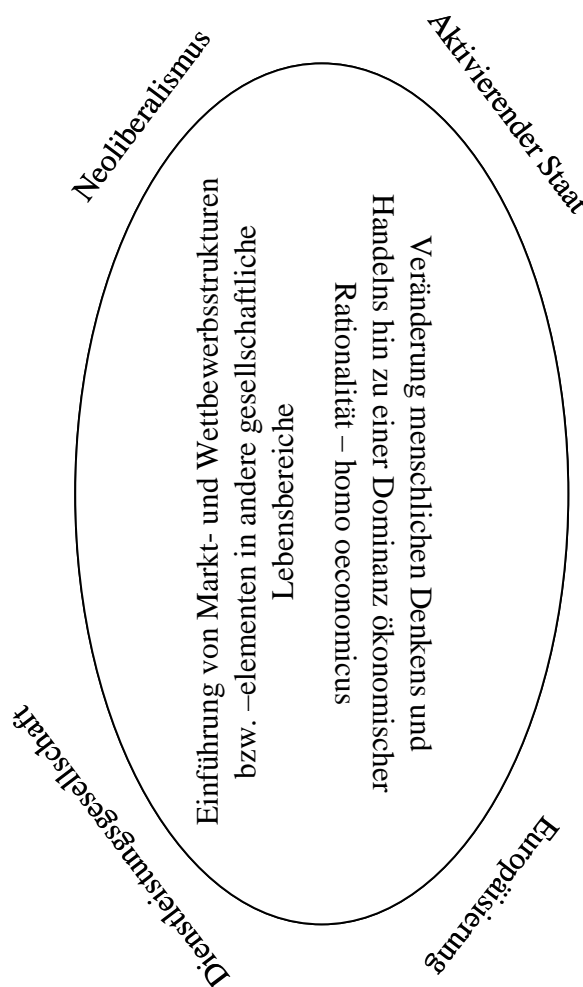 Neoliberalismus
Aktivierender Staat
Einführung von Markt- und Wettbewerbsstrukturen
bzw. –elementen in andere gesellschaftliche
Lebensbereiche
Veränderung menschlichen Denkens und
Handelns hin zu einer Dominanz ökonomischer
Rationalität – homo oeconomicus
Dienstleistungsgesellschaft
Europäisierung